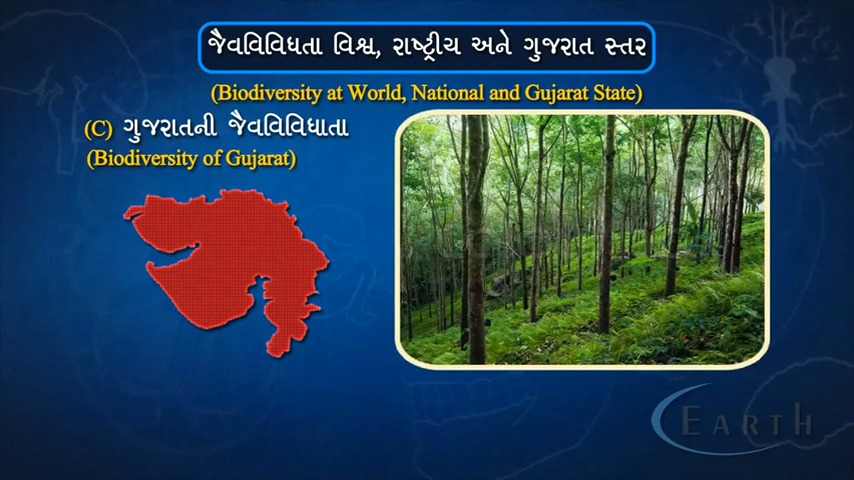 જૈવવિવિધતા વિશ્વ, રાષ્ટ્રીય અને ગુજરાત સ્તર
(Biodiversity at World, National and Gujarat State)
(C) ગુજરાતની જૈવવિવિધાતા
(Biodiversity of Gujarat)
EARTH